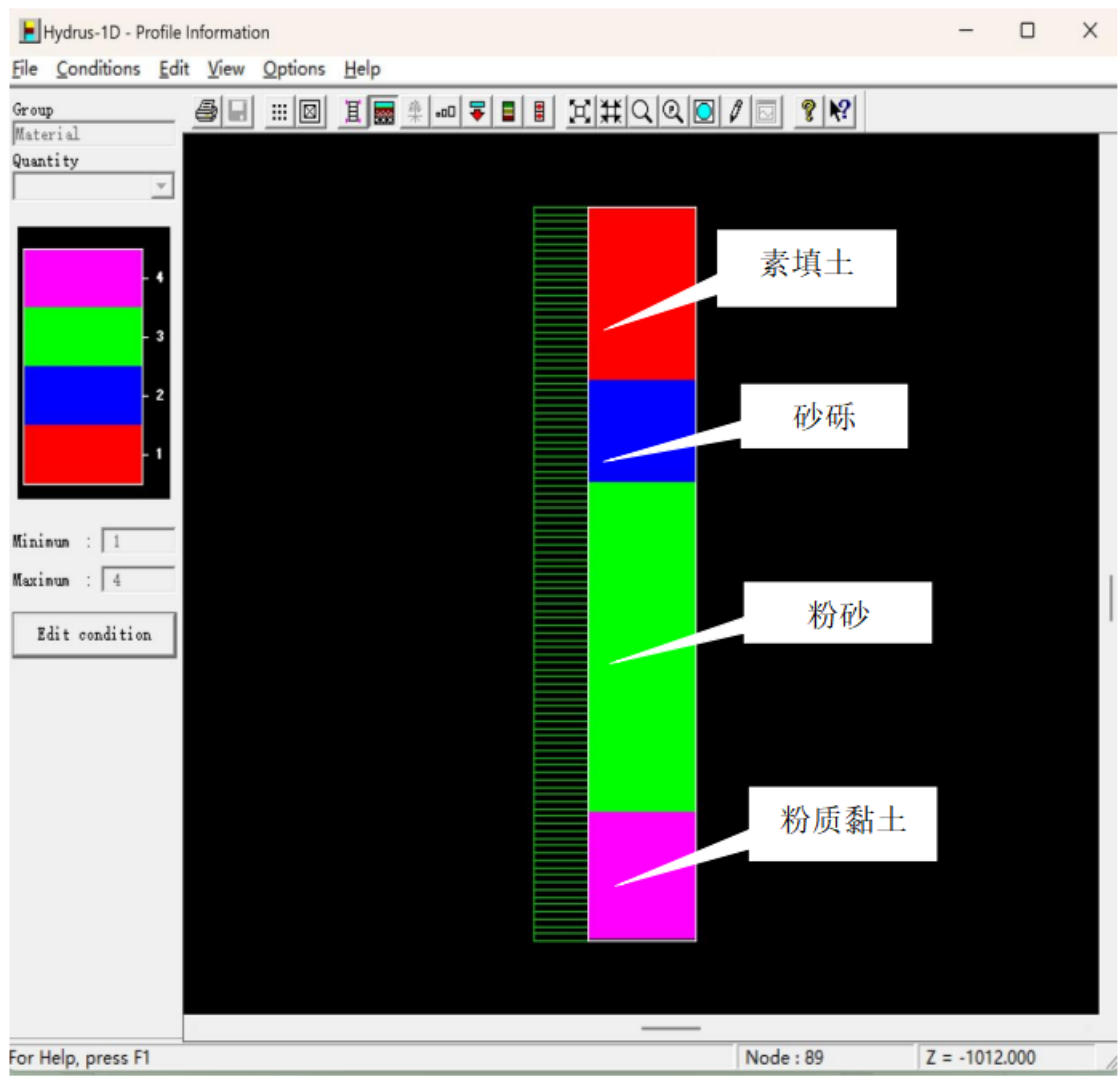 Hydrus-1D - Profile Information
File Conditions Edit View Options Help
Group
Material
Quantity
4
3
2
1
Minimum : 1
Maximum : 4
Edit condition
素填土
砂砾
粉砂
粉质黏土
For Help, press F1
Node : 89
Z = -1012.000